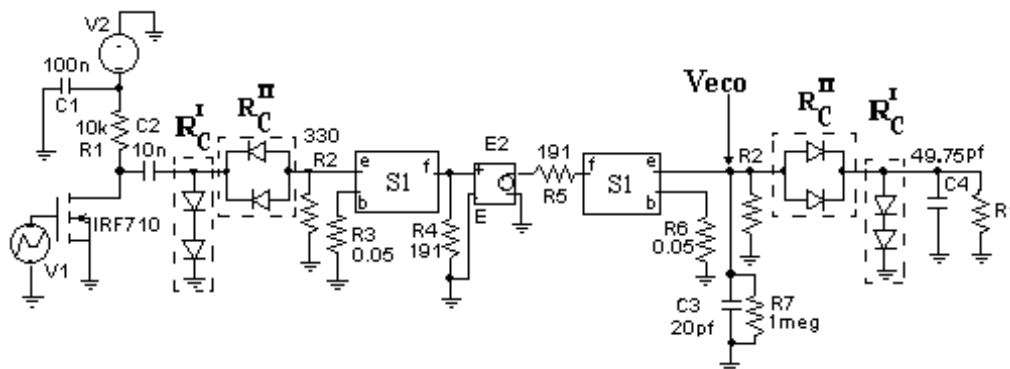 V2
100n
C1
10k
R1
C2
10n
IRF710
V1
R_C^I
R_C^II
330
R2
e
f
S1
b
R3
0.05
R4
191
E2
+
-
E
191
R5
f
e
S1
b
R6
0.05
Veco
C3
20pf
R7
1meg
R2
R_C^II
R_C^I
49.75pf
C4